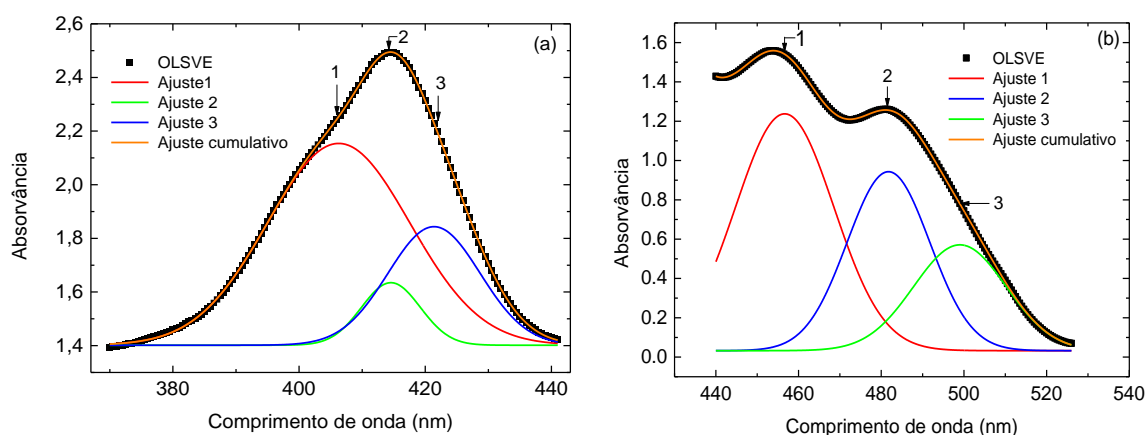 (a)
OLSVE
Ajuste1
Ajuste 2
Ajuste 3
Ajuste cumulativo
1
2
3
2,6
2,4
2,2
2,0
1,8
1,6
1,4
Absorvância
380
400
420
440
Comprimento de onda (nm)
(b)
OLSVE
Ajuste 1
Ajuste 2
Ajuste 3
Ajuste cumulativo
1
2
3
1.6
1.4
1.2
1.0
0.8
0.6
0.4
0.2
0.0
Absorvância
440
460
480
500
520
540
Comprimento de onda (nm)